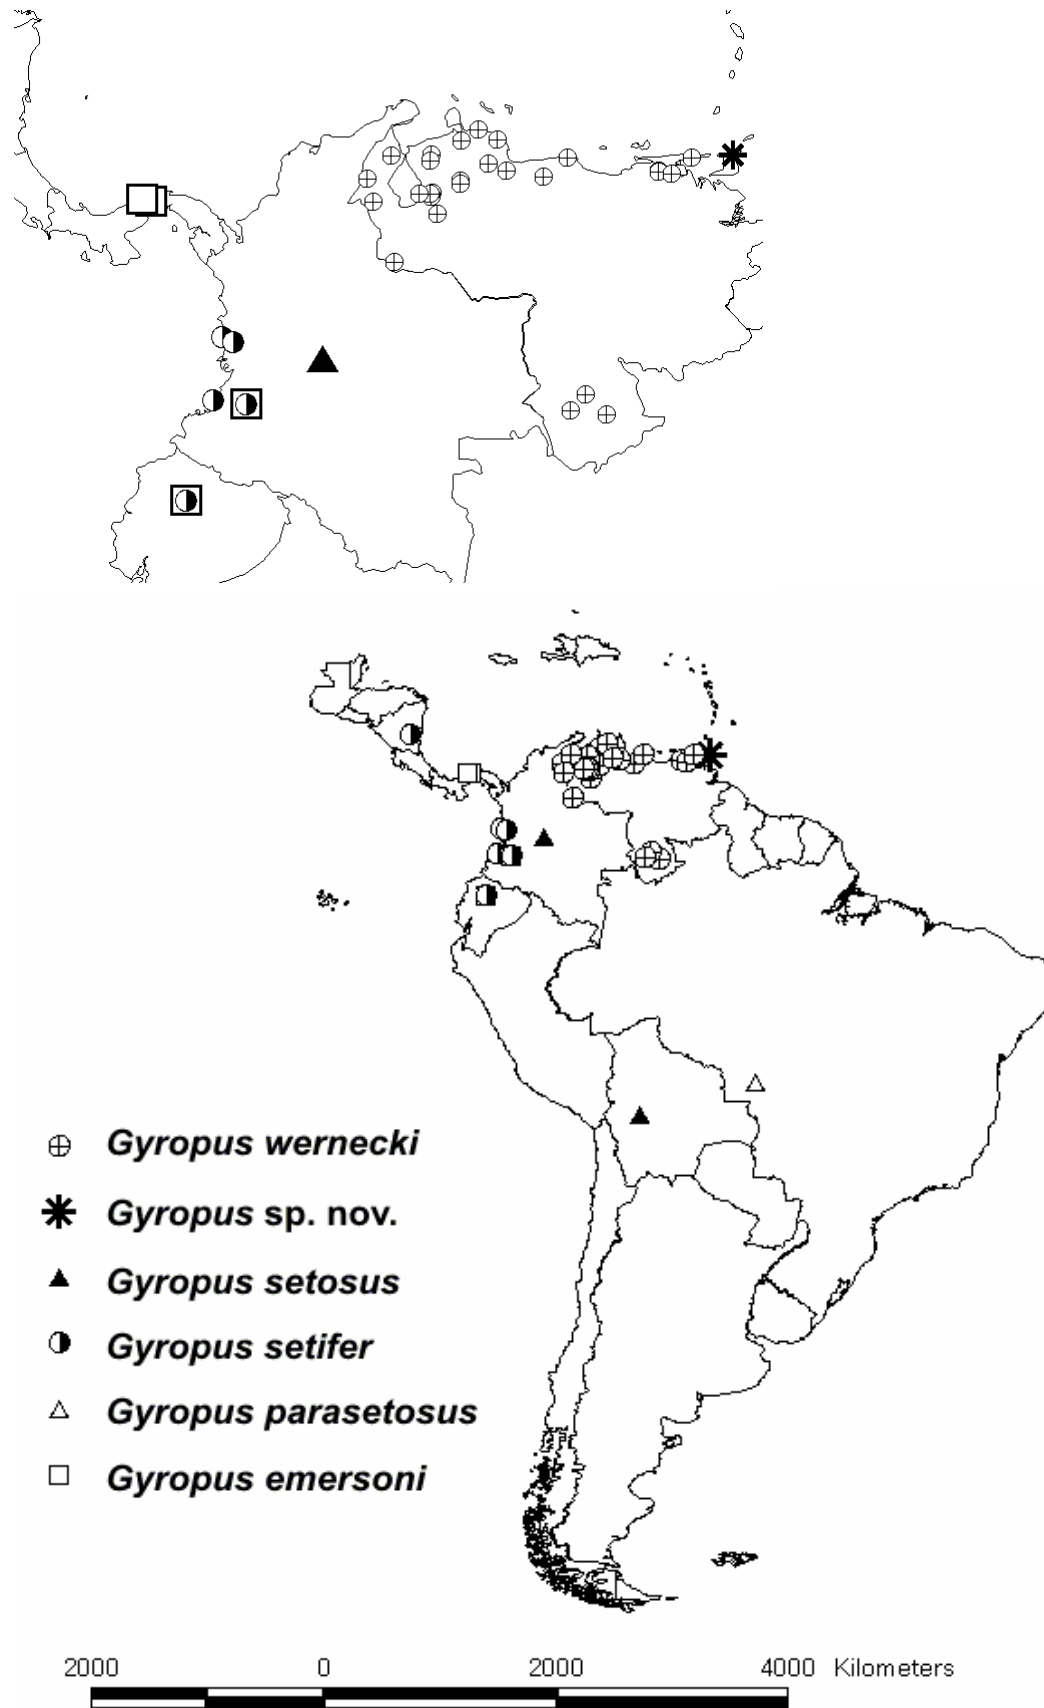 Gyropus wernecki
Gyropus sp. nov.
Gyropus setosus
Gyropus setifer
Gyropus parasetosus
Gyropus emersoni
2000 0 2000 4000 Kilometers